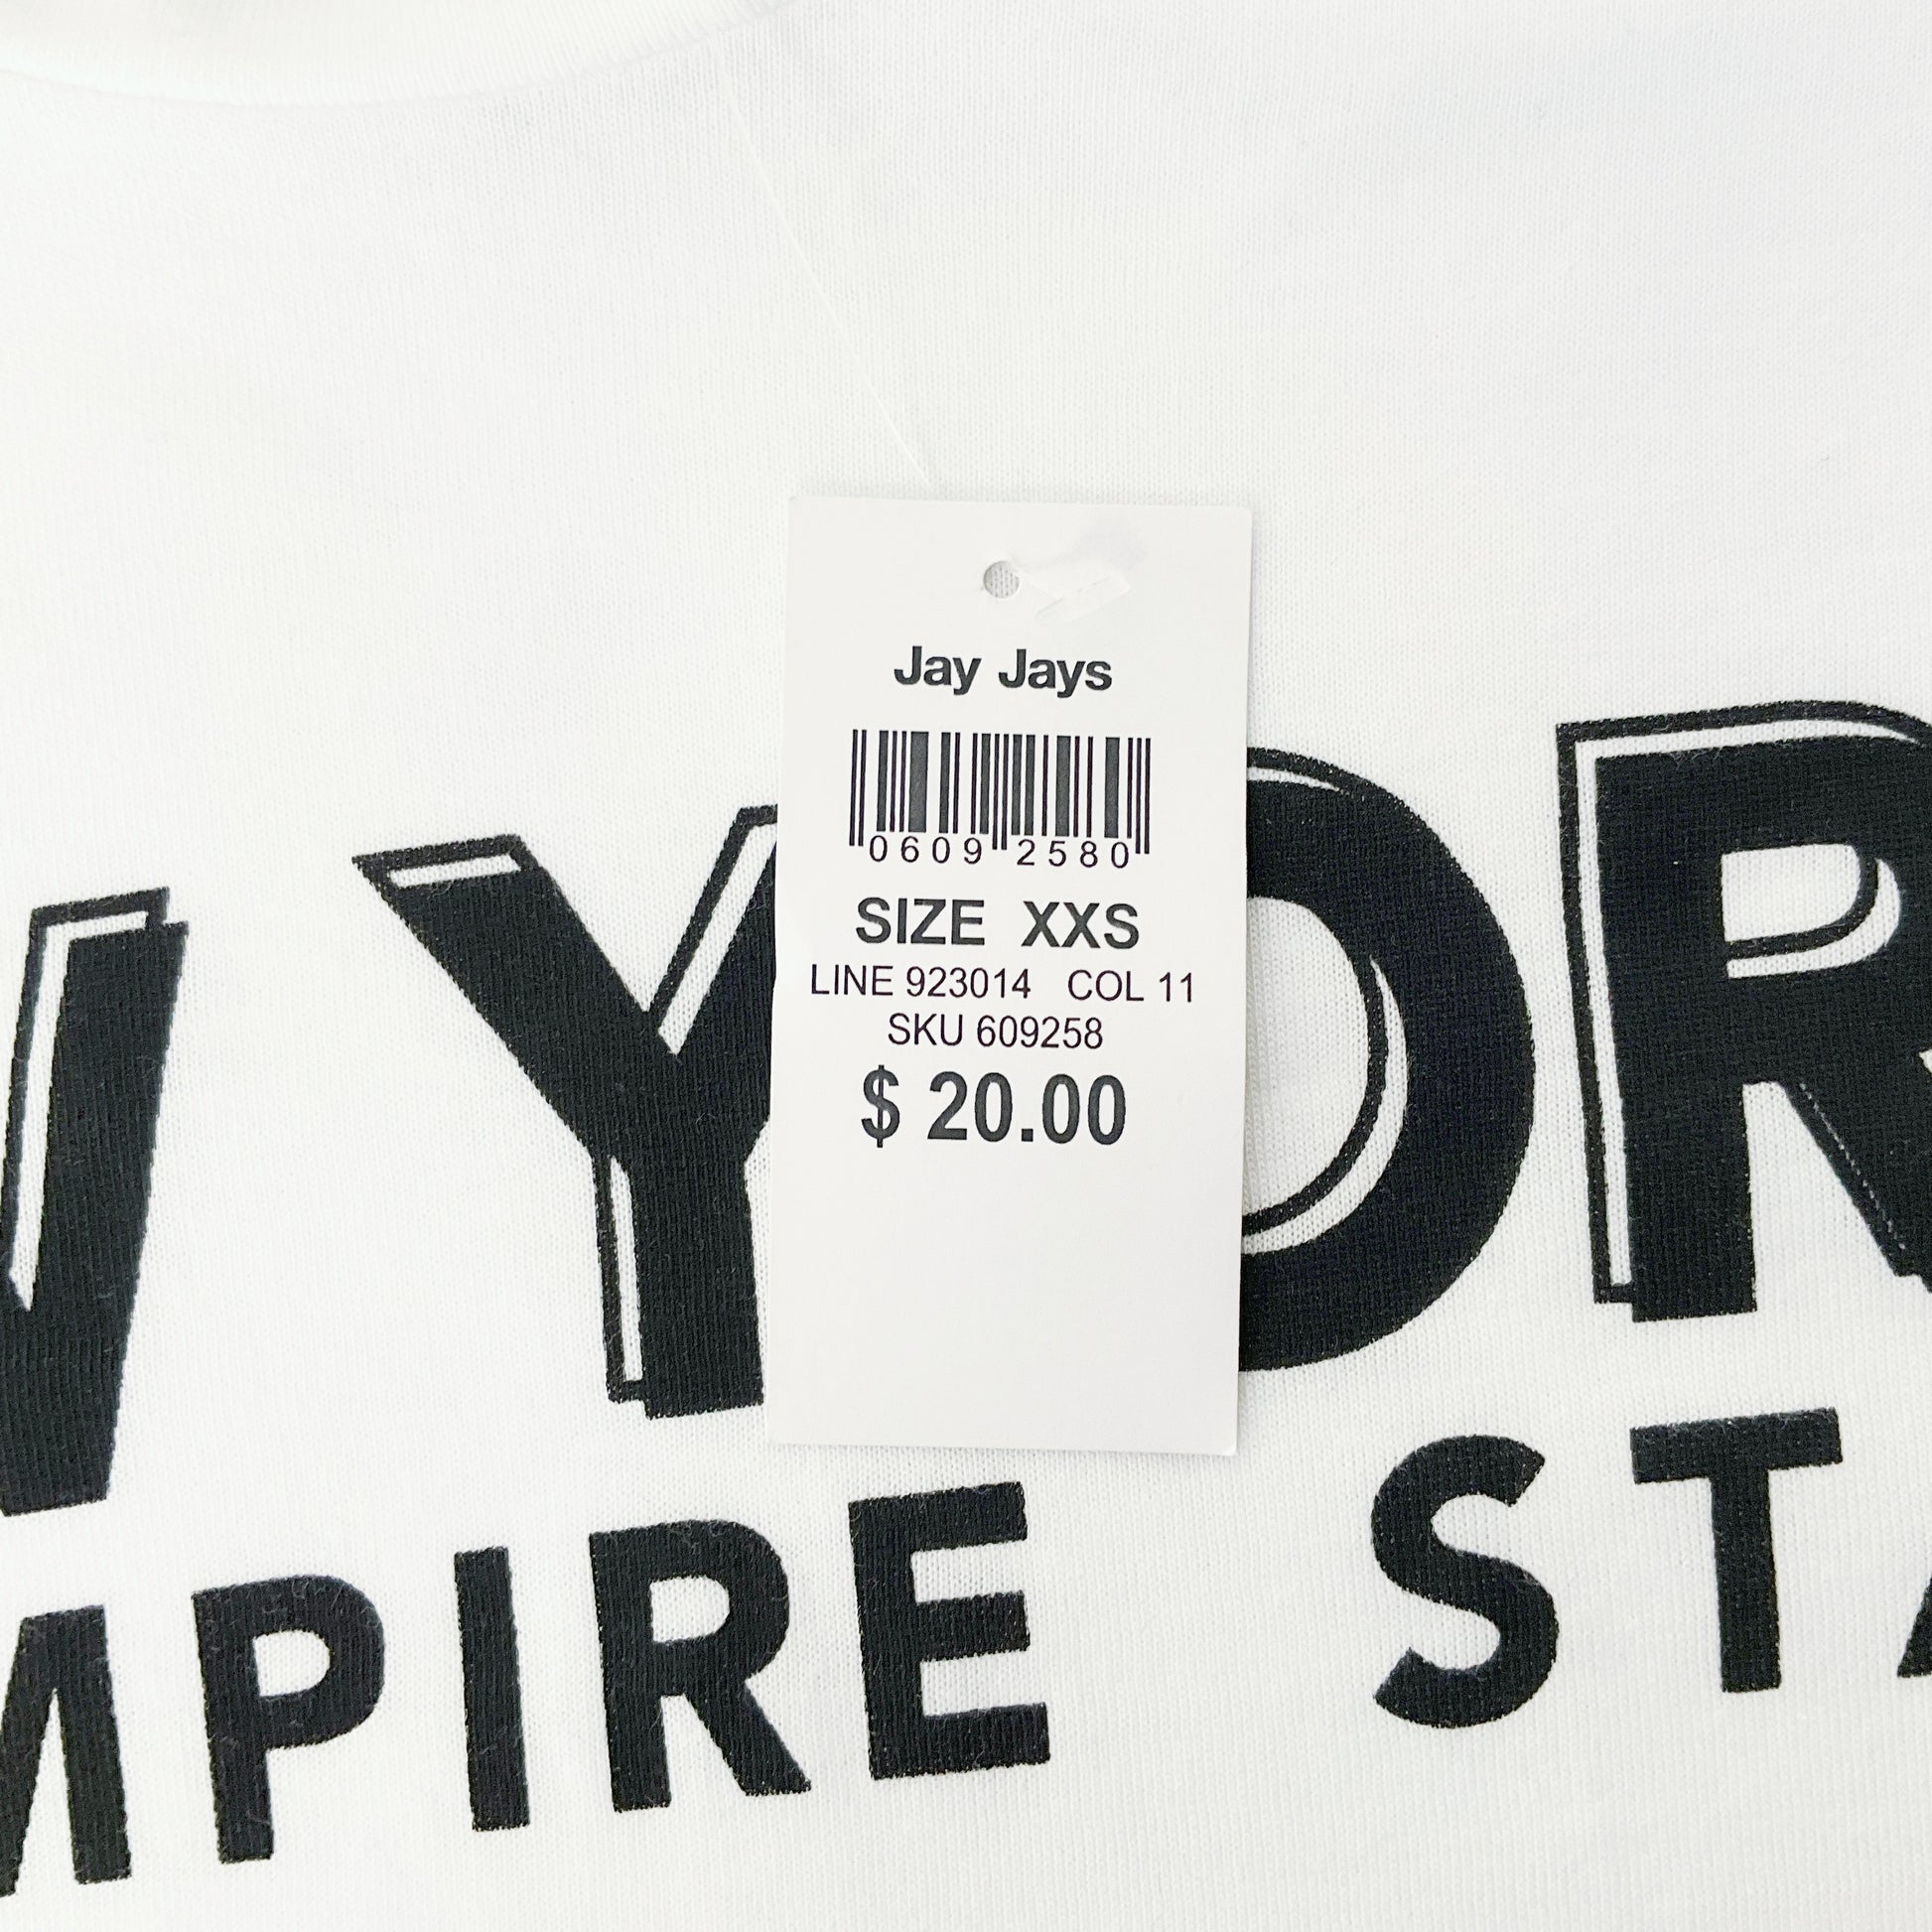 Jay Jays
0609 2580
SIZE XXS
LINE 923014 COL 11
SKU 609258
$ 20.00
W YOR
MPIRE STA